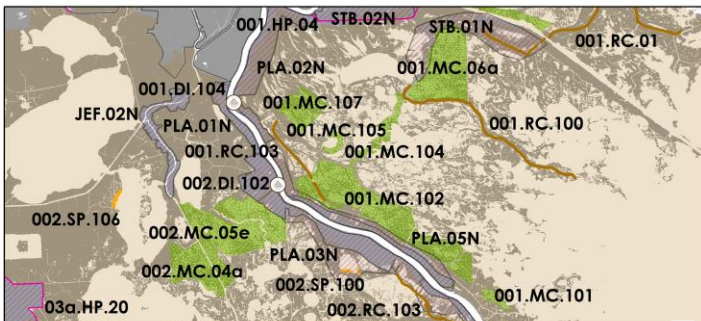 001.HP.04
STB.02N
STB.01N
001.RC.01
PLA.02N
001.MC.06a
001.DI.104
001.MC.107
JEF.02N
PLA.01N
001.MC.105
001.RC.100
001.RC.103
001.MC.104
002.DI.102
001.MC.102
002.SP.106
002.MC.05e
PLA.05N
PLA.03N
002.MC.04a
002.SP.100
001.MC.101
03a.HP.20
002.RC.103